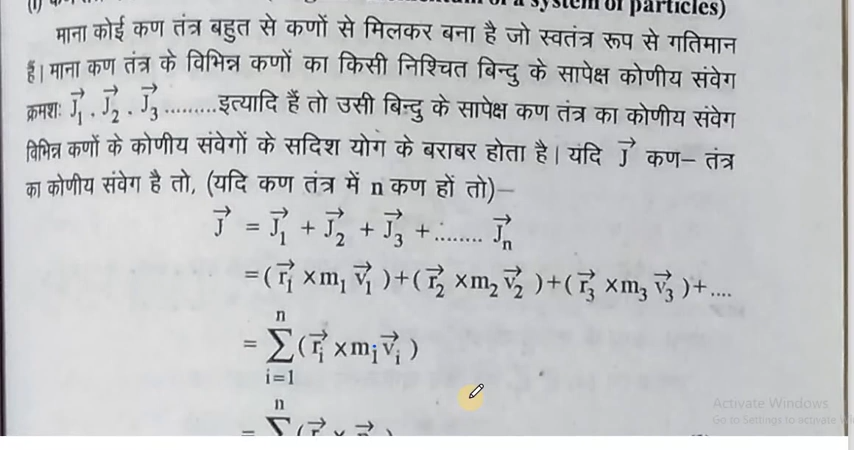 system of particles)
माना कोई कण तंत्र बहुत से कणों से मिलकर बना है जो स्वतंत्र रूप से गतिमान
हैं। माना कण तंत्र के विभिन्न कणों का किसी निश्चित बिन्दु के सापेक्ष कोणीय संवेग
क्रमशः J⃗₁ . J⃗₂ . J⃗₃ .........इत्यादि हैं तो उसी बिन्दु के सापेक्ष कण तंत्र का कोणीय संवेग
विभिन्न कणों के कोणीय संवेगों के सदिश योग के बराबर होता है। यदि J⃗ कण– तंत्र
का कोणीय संवेग है तो, (यदि कण तंत्र में n कण हों तो)–
J⃗ = J⃗₁ + J⃗₂ + J⃗₃ +........ J⃗ₙ
=( r⃗₁ ×m₁ v⃗₁ )+( r⃗₂ ×m₂ v⃗₂ )+( r⃗₃ ×m₃ v⃗₃ )+....
n
= ∑( r⃗ᵢ ×mᵢ v⃗ᵢ )
i=1
n
Activate Windows
Go to Settings to activate